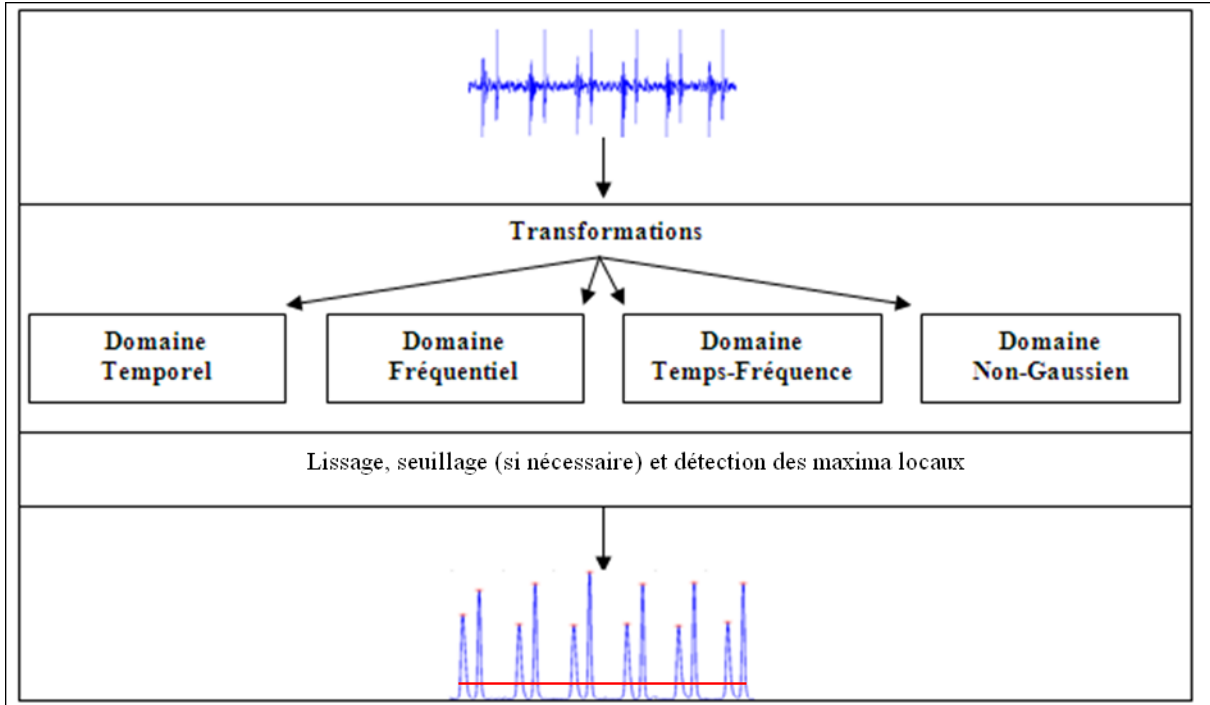 Transformations
Domaine
Temporel
Domaine
Fréquentiel
Domaine
Temps-Fréquence
Domaine
Non-Gaussien
Lissage, seuillage (si nécessaire) et détection des maxima locaux